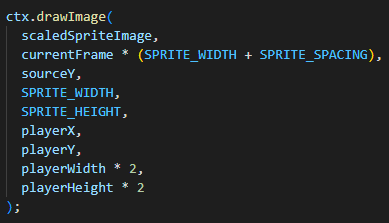 ctx.drawImage(
scaledSpriteImage,
currentFrame * (SPRITE_WIDTH + SPRITE_SPACING),
sourceY,
SPRITE_WIDTH,
SPRITE_HEIGHT,
playerX,
playerY,
playerWidth * 2,
playerHeight * 2
);